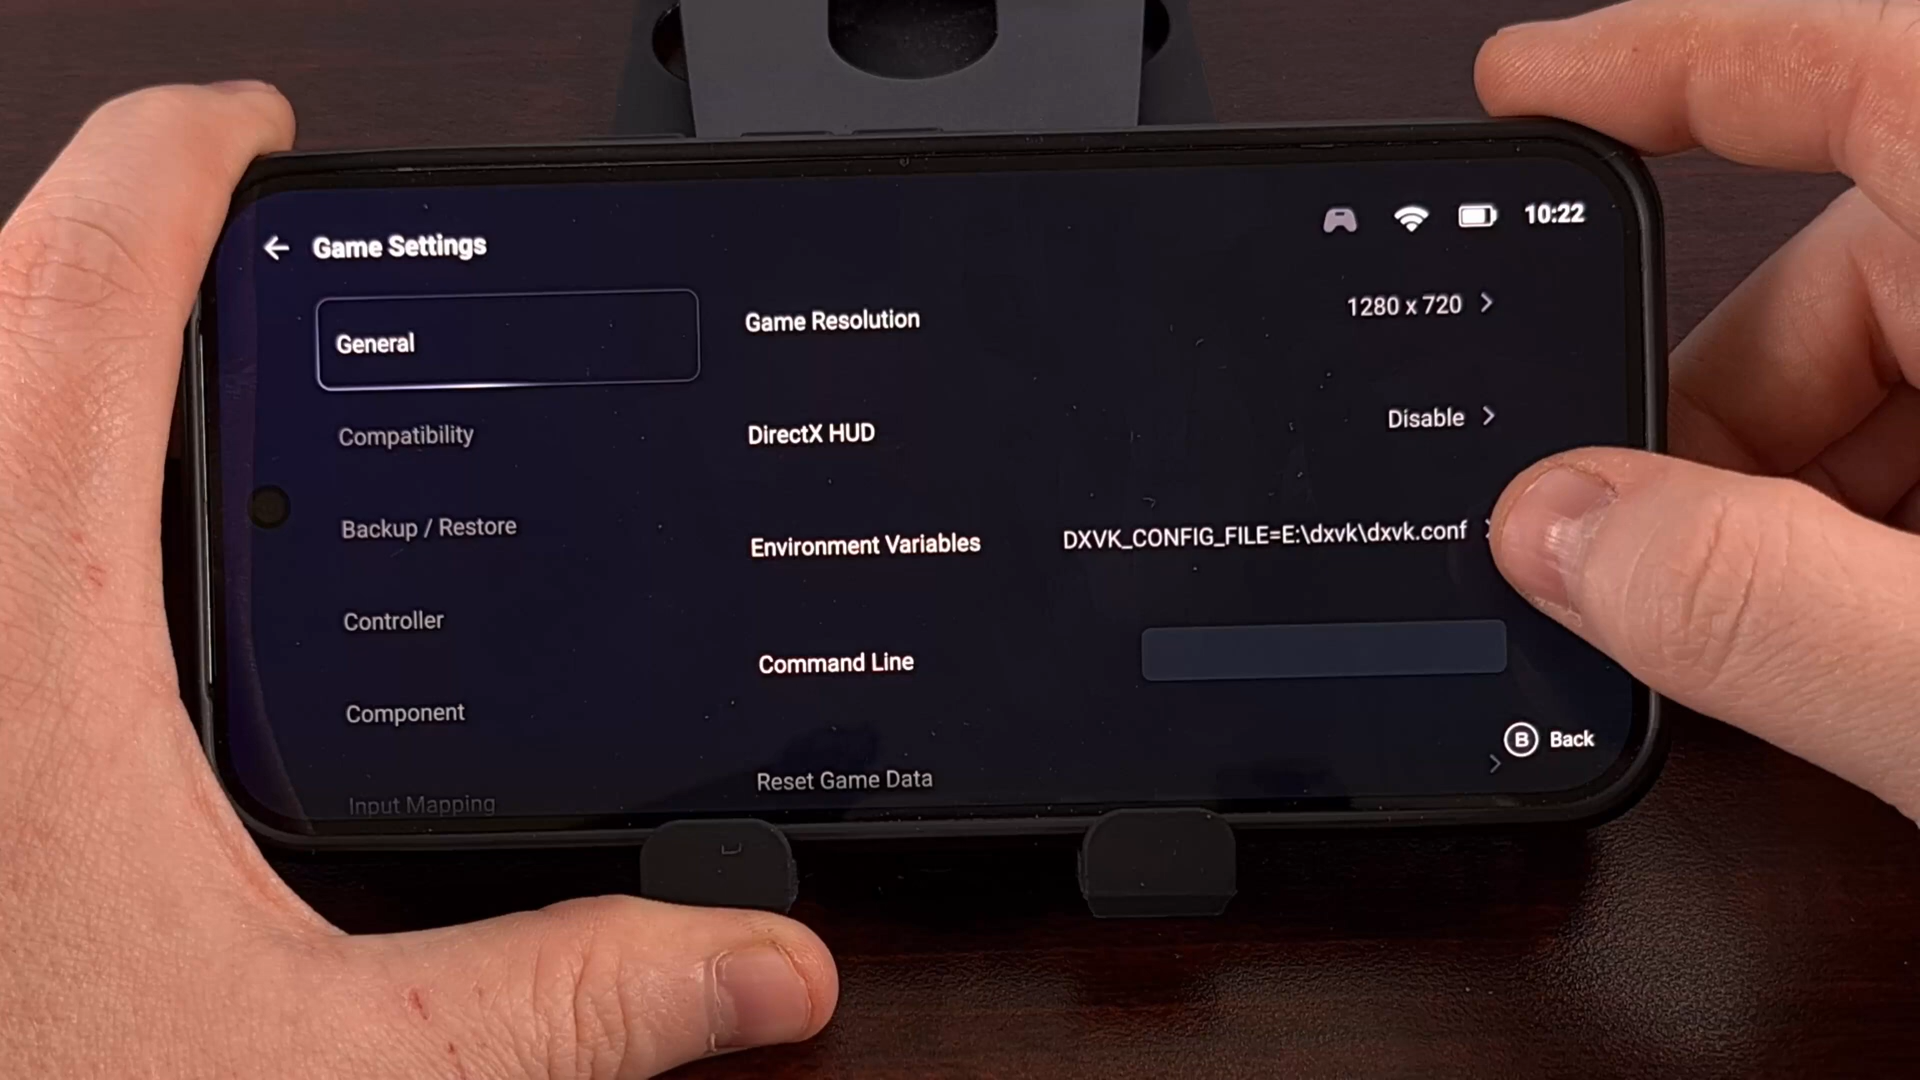 10:22
Game Settings
General
Compatibility
Backup / Restore
Controller
Component
Input Mapping
Game Resolution
1280 x 720
DirectX HUD
Disable
Environment Variables
DXVK_CONFIG_FILE=E:\dxvk\dxvk.conf
Command Line
Reset Game Data
B Back